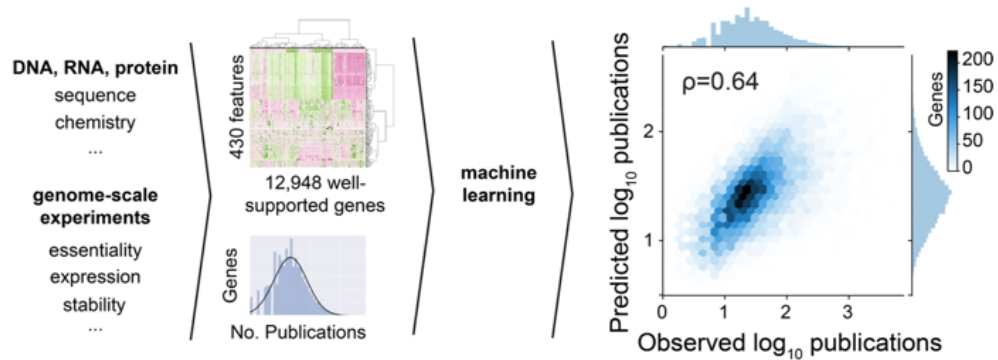 DNA, RNA, protein
sequence
chemistry
...
genome-scale
experiments
essentiality
expression
stability
...
430 features
12,948 well-
supported genes
Genes
No. Publications
machine
learning
ρ=0.64
Predicted log10 publications
2
1
0
1
2
3
Observed log10 publications
Genes
200
150
100
50
0